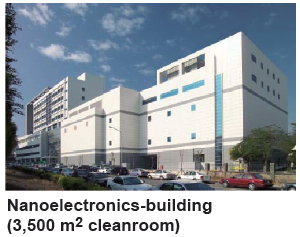 Nanoelectronics-building
(3,500 m² cleanroom)